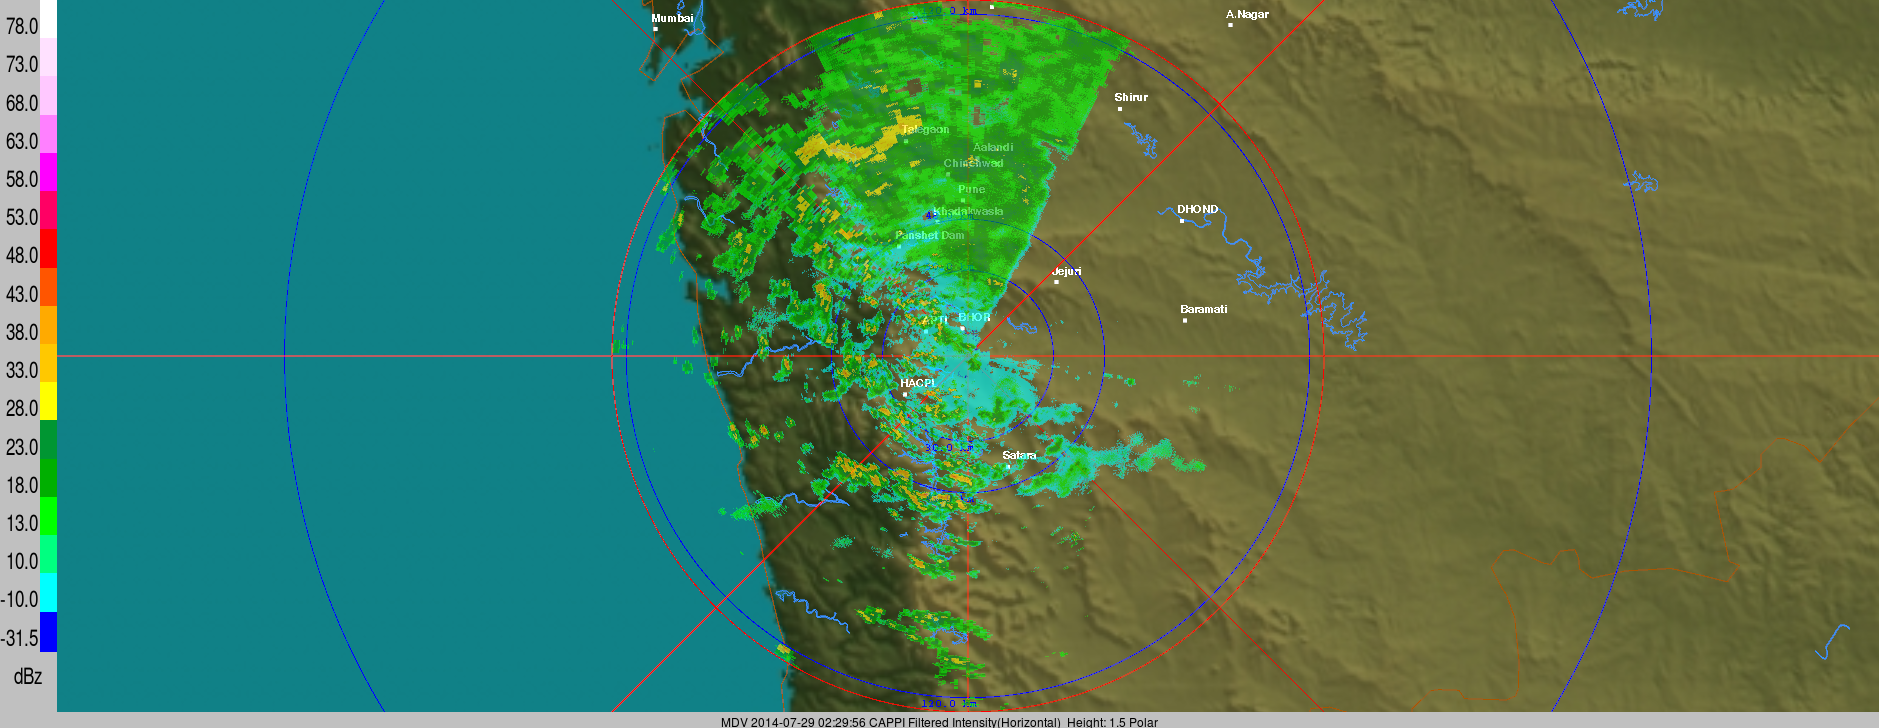 78.0
73.0
68.0
63.0
58.0
53.0
48.0
43.0
38.0
33.0
28.0
23.0
18.0
13.0
10.0
-10.0
-31.5
dBz
Mumbai
A.Nagar
Shirur
Talegaon
Aalandi
Chinchwad
Pune
Khadakwasla
DHOND
Panshet Dam
Jejuri
Baramati
BHOR
HACPL
30.0 km
Satara
120.0 km
MDV 2014-07-29 02:29:56 CAPPI Filtered Intensity(Horizontal) Height: 1.5 Polar